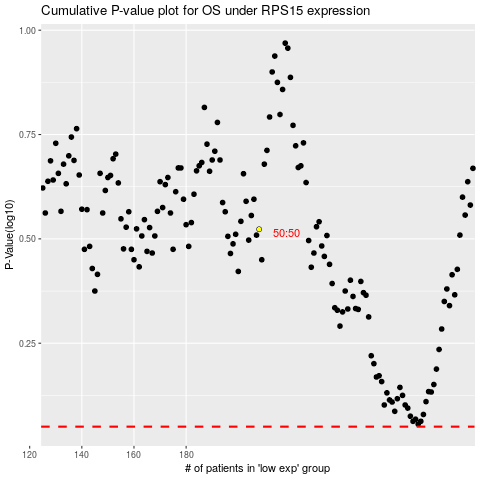 Cumulative P-value plot for OS under RPS15 expression
1.00
0.75
0.50
0.25
P-Value(log10)
50:50
120 140 160 180
# of patients in 'low exp' group